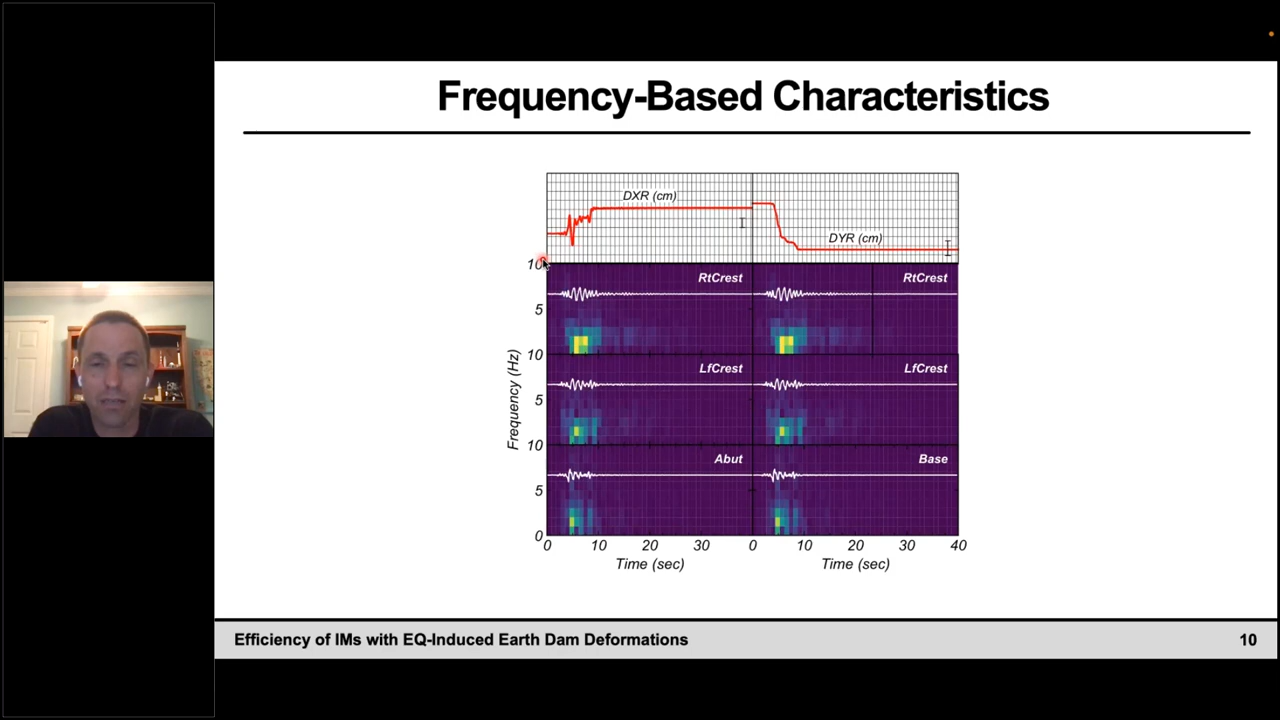 Frequency-Based Characteristics
DXR (cm)
DYR (cm)
10
RtCrest
RtCrest
5
10
LfCrest
LfCrest
5
Frequency (Hz)
10
Abut
Base
5
0
0 10 20 30 0 10 20 30 40
Time (sec) Time (sec)
Efficiency of IMs with EQ-Induced Earth Dam Deformations 10